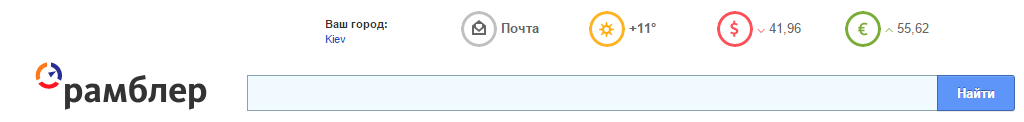 Ваш город:
Kiev
Почта
+11°
$ 41,96
€ 55,62
рамблер
Найти